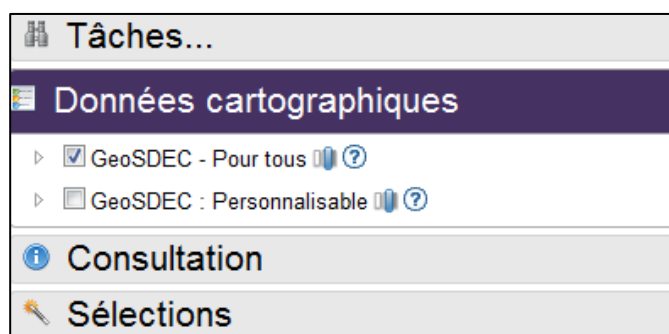 Tâches...
Données cartographiques
GeoSDEC - Pour tous
GeoSDEC : Personnalisable
Consultation
Sélections